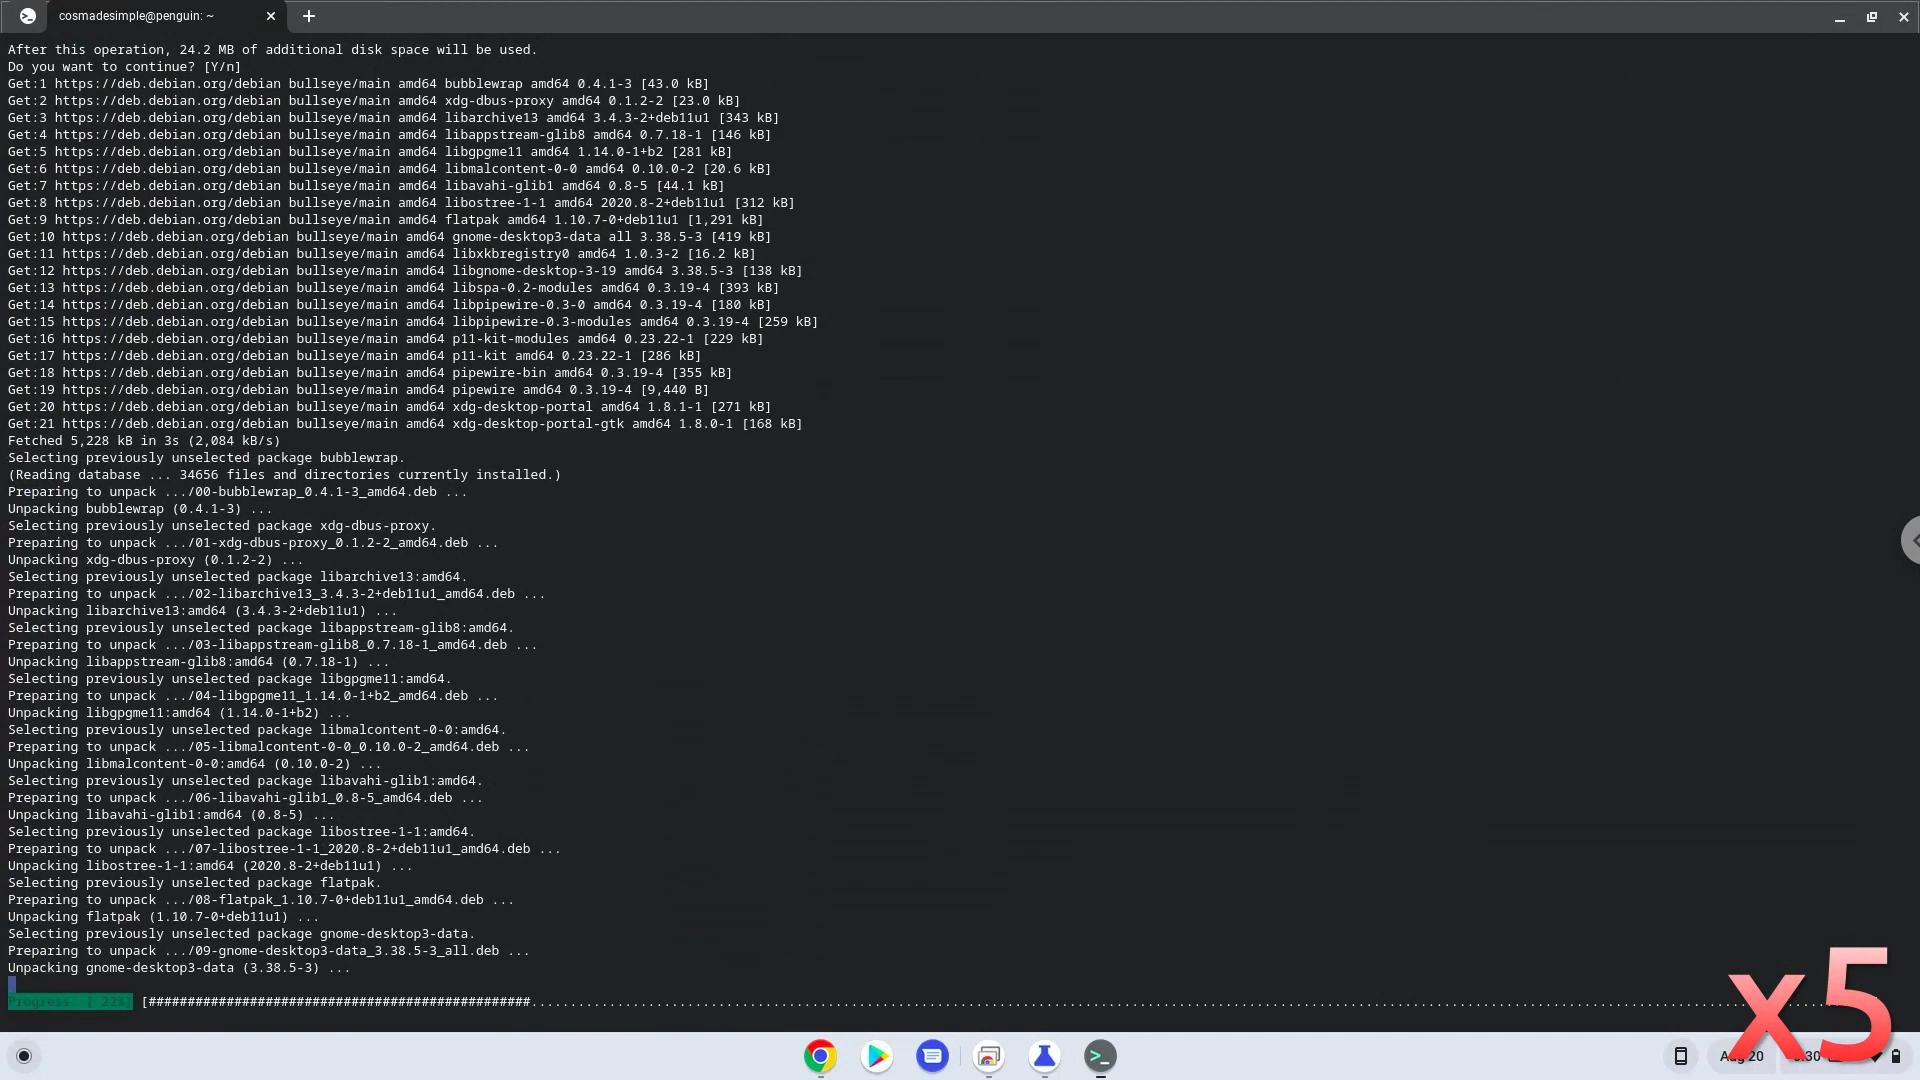 cosmadesimple@penguin: ~
After this operation, 24.2 MB of additional disk space will be used.
Do you want to continue? [Y/n]
Get:1 https://deb.debian.org/debian bullseye/main amd64 bubblewrap amd64 0.4.1-3 [43.0 kB]
Get:2 https://deb.debian.org/debian bullseye/main amd64 xdg-dbus-proxy amd64 0.1.2-2 [23.0 kB]
Get:3 https://deb.debian.org/debian bullseye/main amd64 libarchive13 amd64 3.4.3-2+deb11u1 [343 kB]
Get:4 https://deb.debian.org/debian bullseye/main amd64 libappstream-glib8 amd64 0.7.18-1 [146 kB]
Get:5 https://deb.debian.org/debian bullseye/main amd64 libgpgme11 amd64 1.14.0-1+b2 [281 kB]
Get:6 https://deb.debian.org/debian bullseye/main amd64 libmalcontent-0-0 amd64 0.10.0-2 [20.6 kB]
Get:7 https://deb.debian.org/debian bullseye/main amd64 libavahi-glib1 amd64 0.8-5 [44.1 kB]
Get:8 https://deb.debian.org/debian bullseye/main amd64 libostree-1-1 amd64 2020.8-2+deb11u1 [312 kB]
Get:9 https://deb.debian.org/debian bullseye/main amd64 flatpak amd64 1.10.7-0+deb11u1 [1,291 kB]
Get:10 https://deb.debian.org/debian bullseye/main amd64 gnome-desktop3-data all 3.38.5-3 [419 kB]
Get:11 https://deb.debian.org/debian bullseye/main amd64 libxkbregistry0 amd64 1.0.3-2 [16.2 kB]
Get:12 https://deb.debian.org/debian bullseye/main amd64 libgnome-desktop-3-19 amd64 3.38.5-3 [138 kB]
Get:13 https://deb.debian.org/debian bullseye/main amd64 libspa-0.2-modules amd64 0.3.19-4 [393 kB]
Get:14 https://deb.debian.org/debian bullseye/main amd64 libpipewire-0.3-0 amd64 0.3.19-4 [180 kB]
Get:15 https://deb.debian.org/debian bullseye/main amd64 libpipewire-0.3-modules amd64 0.3.19-4 [259 kB]
Get:16 https://deb.debian.org/debian bullseye/main amd64 p11-kit-modules amd64 0.23.22-1 [229 kB]
Get:17 https://deb.debian.org/debian bullseye/main amd64 p11-kit amd64 0.23.22-1 [286 kB]
Get:18 https://deb.debian.org/debian bullseye/main amd64 pipewire-bin amd64 0.3.19-4 [355 kB]
Get:19 https://deb.debian.org/debian bullseye/main amd64 pipewire amd64 0.3.19-4 [9,440 B]
Get:20 https://deb.debian.org/debian bullseye/main amd64 xdg-desktop-portal amd64 1.8.1-1 [271 kB]
Get:21 https://deb.debian.org/debian bullseye/main amd64 xdg-desktop-portal-gtk amd64 1.8.0-1 [168 kB]
Fetched 5,228 kB in 3s (2,084 kB/s)
Selecting previously unselected package bubblewrap.
(Reading database ... 34656 files and directories currently installed.)
Preparing to unpack .../00-bubblewrap_0.4.1-3_amd64.deb ...
Unpacking bubblewrap (0.4.1-3) ...
Selecting previously unselected package xdg-dbus-proxy.
Preparing to unpack .../01-xdg-dbus-proxy_0.1.2-2_amd64.deb ...
Unpacking xdg-dbus-proxy (0.1.2-2) ...
Selecting previously unselected package libarchive13:amd64.
Preparing to unpack .../02-libarchive13_3.4.3-2+deb11u1_amd64.deb ...
Unpacking libarchive13:amd64 (3.4.3-2+deb11u1) ...
Selecting previously unselected package libappstream-glib8:amd64.
Preparing to unpack .../03-libappstream-glib8_0.7.18-1_amd64.deb ...
Unpacking libappstream-glib8:amd64 (0.7.18-1) ...
Selecting previously unselected package libgpgme11:amd64.
Preparing to unpack .../04-libgpgme11_1.14.0-1+b2_amd64.deb ...
Unpacking libgpgme11:amd64 (1.14.0-1+b2) ...
Selecting previously unselected package libmalcontent-0-0:amd64.
Preparing to unpack .../05-libmalcontent-0-0_0.10.0-2_amd64.deb ...
Unpacking libmalcontent-0-0:amd64 (0.10.0-2) ...
Selecting previously unselected package libavahi-glib1:amd64.
Preparing to unpack .../06-libavahi-glib1_0.8-5_amd64.deb ...
Unpacking libavahi-glib1:amd64 (0.8-5) ...
Selecting previously unselected package libostree-1-1:amd64.
Preparing to unpack .../07-libostree-1-1_2020.8-2+deb11u1_amd64.deb ...
Unpacking libostree-1-1:amd64 (2020.8-2+deb11u1) ...
Selecting previously unselected package flatpak.
Preparing to unpack .../08-flatpak_1.10.7-0+deb11u1_amd64.deb ...
Unpacking flatpak (1.10.7-0+deb11u1) ...
Selecting previously unselected package gnome-desktop3-data.
Preparing to unpack .../09-gnome-desktop3-data_3.38.5-3_all.deb ...
Unpacking gnome-desktop3-data (3.38.5-3) ...
Progress: [ 22%]
x5
Aug 20